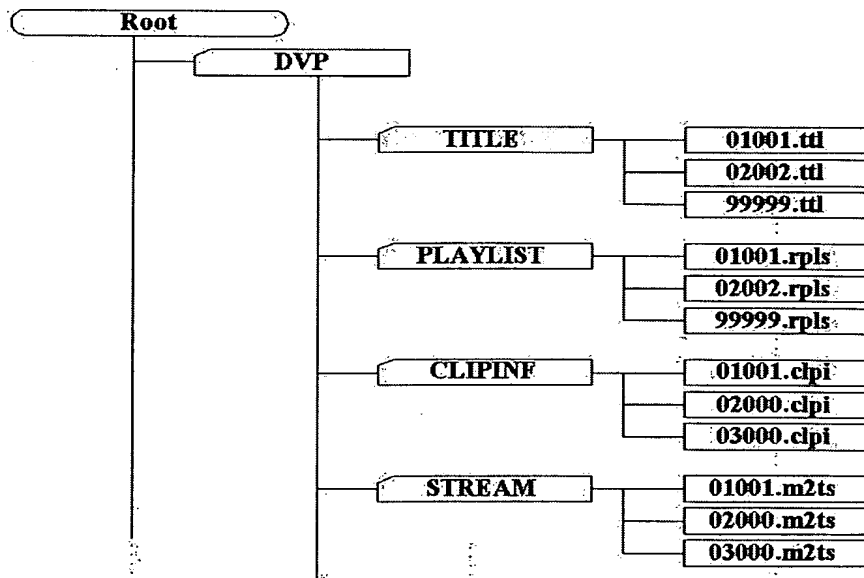 Root
DVP
TITLE
01001.ttl
02002.ttl
99999.ttl
PLAYLIST
01001.rpls
02002.rpls
99999.rpls
CLIPINF
01001.clpi
02000.clpi
03000.clpi
STREAM
01001.m2ts
02000.m2ts
03000.m2ts